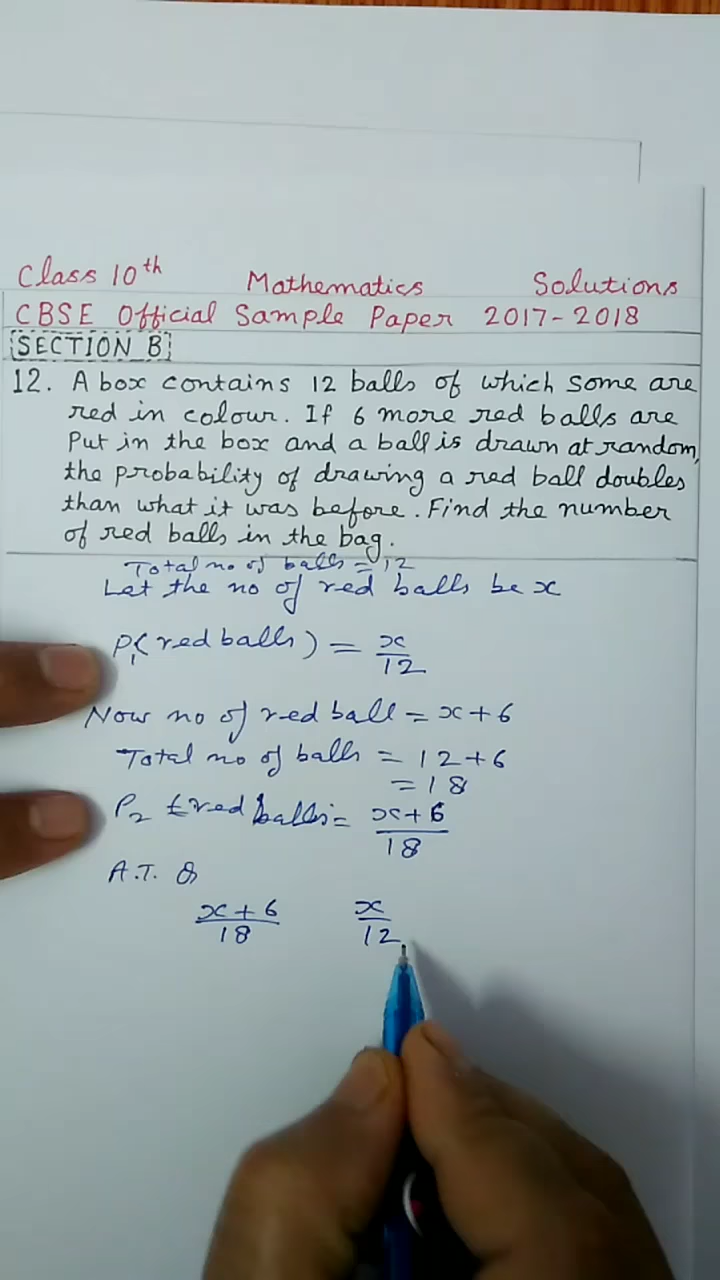 Class 10th Mathematics Solutions
CBSE Official Sample Paper 2017-2018
SECTION B
12. A box contains 12 balls of which some are
red in colour. If 6 more red balls are
Put in the box and a ball is drawn at random,
the probability of drawing a red ball doubles
than what it was before. Find the number
of red balls in the bag.
Total no of balls = 12
Let the no of red balls be x
P1( red balls ) = x/12
Now no of red ball = x+6
Total no of balls = 12+6
= 18
P2 red balls = x+6/18
A.T. Q
x+6/18 x/12